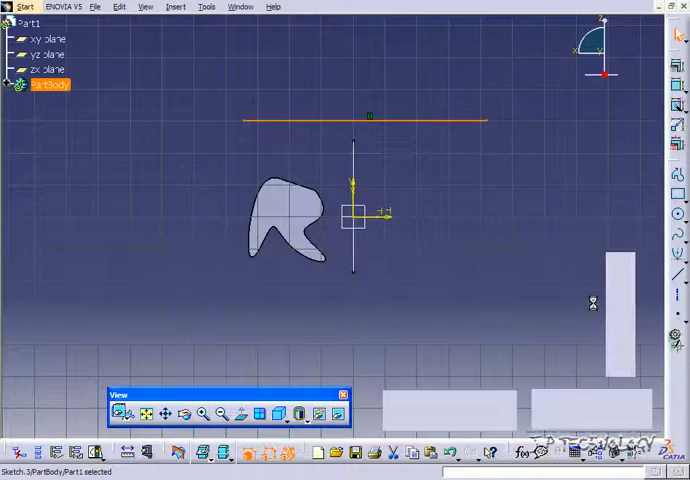 Start ENOVIA V5 File Edit View Insert Tools Window Help
Part1
xy plane
yz plane
zx plane
PartBody
z
x
y
H
V
H
View
f(x)
TECHNOLOGY
CATIA
Sketch.3/PartBody/Part1 selected